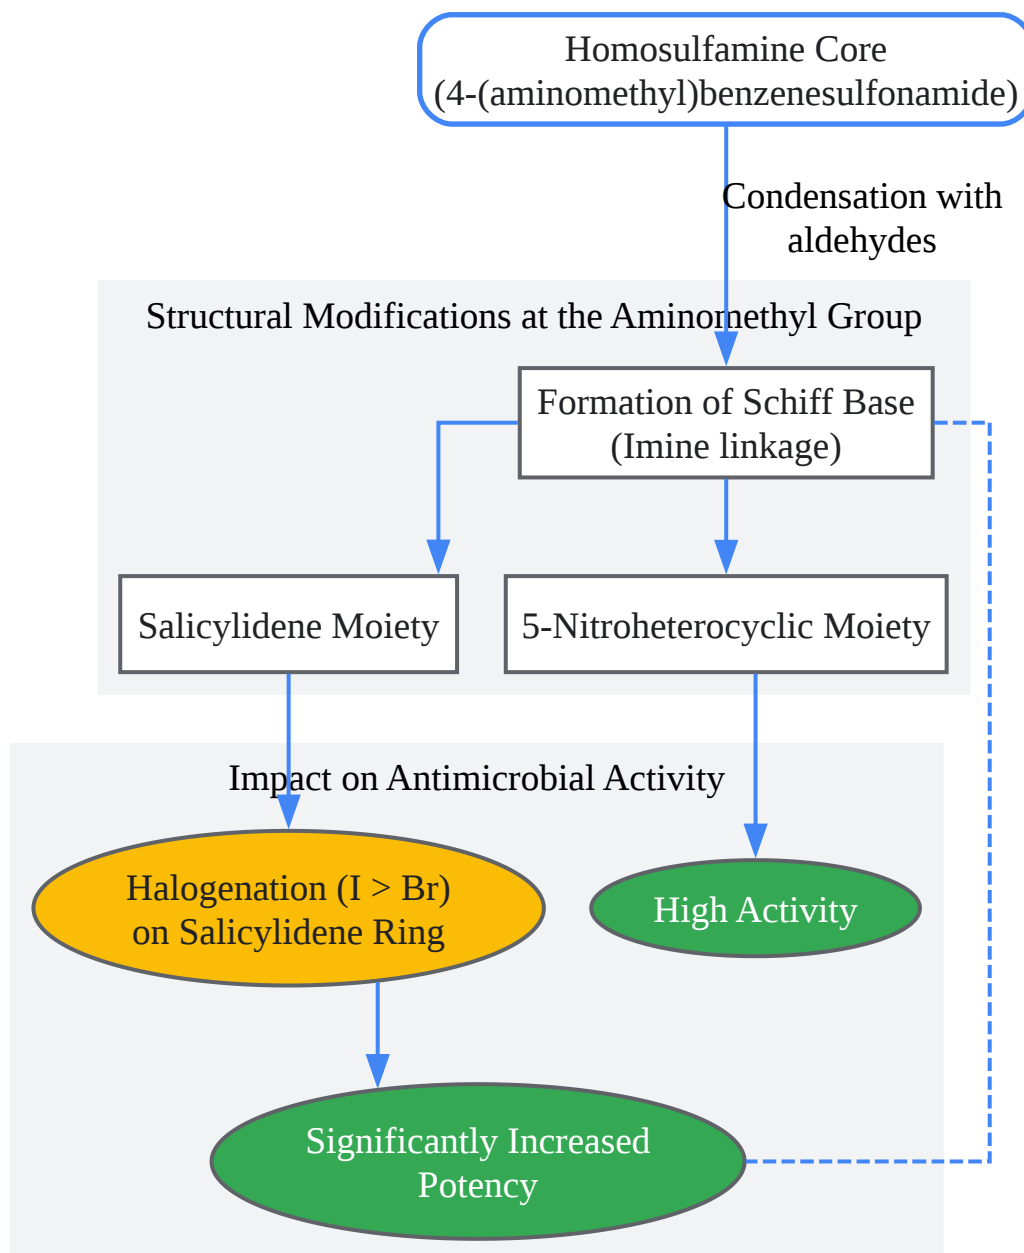 Homosulfamine Core
(4-(aminomethyl)benzenesulfonamide)
Condensation with
aldehydes
Structural Modifications at the Aminomethyl Group
Formation of Schiff Base
(Imine linkage)
Salicylidene Moiety
5-Nitroheterocyclic Moiety
Impact on Antimicrobial Activity
Halogenation (I > Br)
on Salicylidene Ring
High Activity
Significantly Increased
Potency